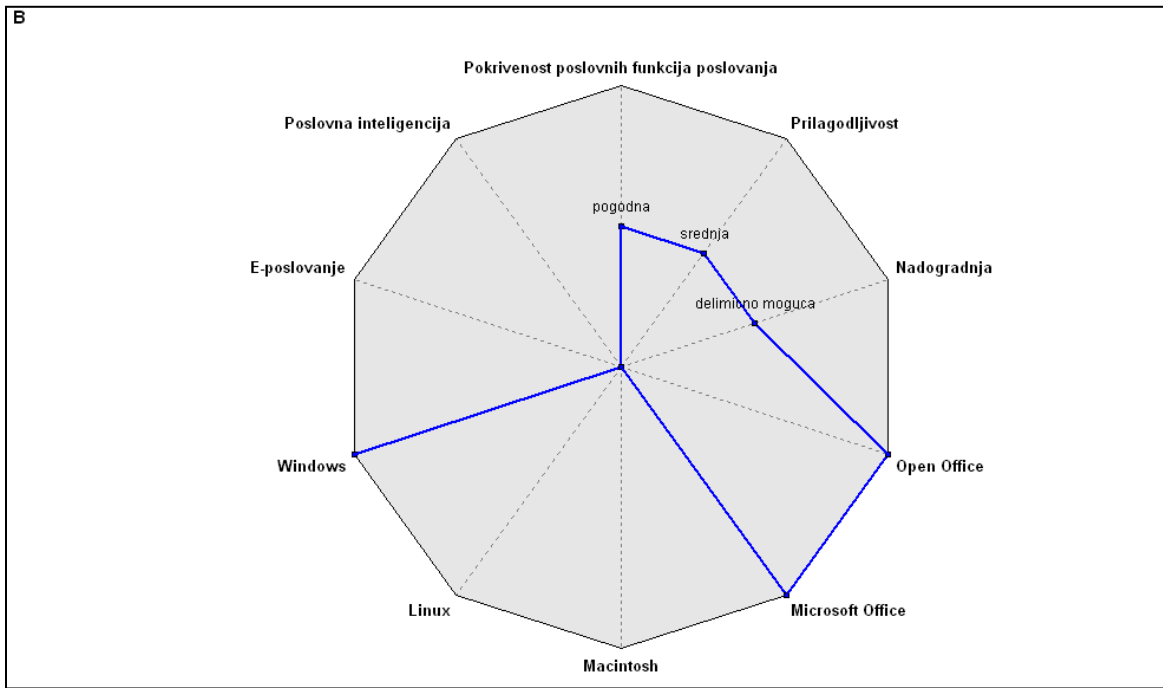 B
Pokrivenost poslovnih funkcija poslovanja
Poslovna inteligencija
Prilagodljivost
pogodna
srednja
E-poslovanje
Nadogradnja
delimicno moguca
Windows
Open Office
Linux
Microsoft Office
Macintosh